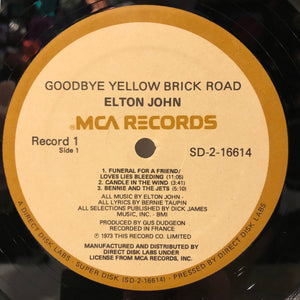 GOODBYE YELLOW BRICK ROAD
ELTON JOHN
MCA RECORDS
Record 1
Side 1
SD-2-16614
1. FUNERAL FOR A FRIEND/
LOVES LIES BLEEDING (11:05)
2. CANDLE IN THE WIND (3:41)
3. BENNIE AND THE JETS (5:10)
ALL MUSIC BY ELTON JOHN
ALL LYRICS BY BERNIE TAUPIN
ALL SELECTIONS PUBLISHED BY DICK JAMES
MUSIC, INC. - BMI
PRODUCED BY GUS DUDGEON
RECORDED IN FRANCE
℗ 1973 THIS RECORD CO. LIMITED
MANUFACTURED AND DISTRIBUTED BY
DIRECT DISK LABS UNDER
LICENSE FROM MCA RECORDS, INC.
A DIRECT DISK LABS - SUPER DISK (SD-2-16614) - PRESSED BY DIRECT DISK LABS